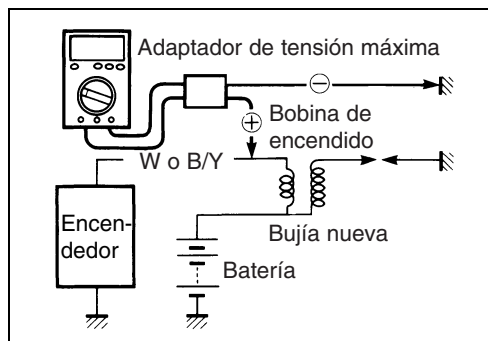 Adaptador de tensión máxima
Bobina de
encendido
W o B/Y
Encen-
dedor
Bujía nueva
Batería